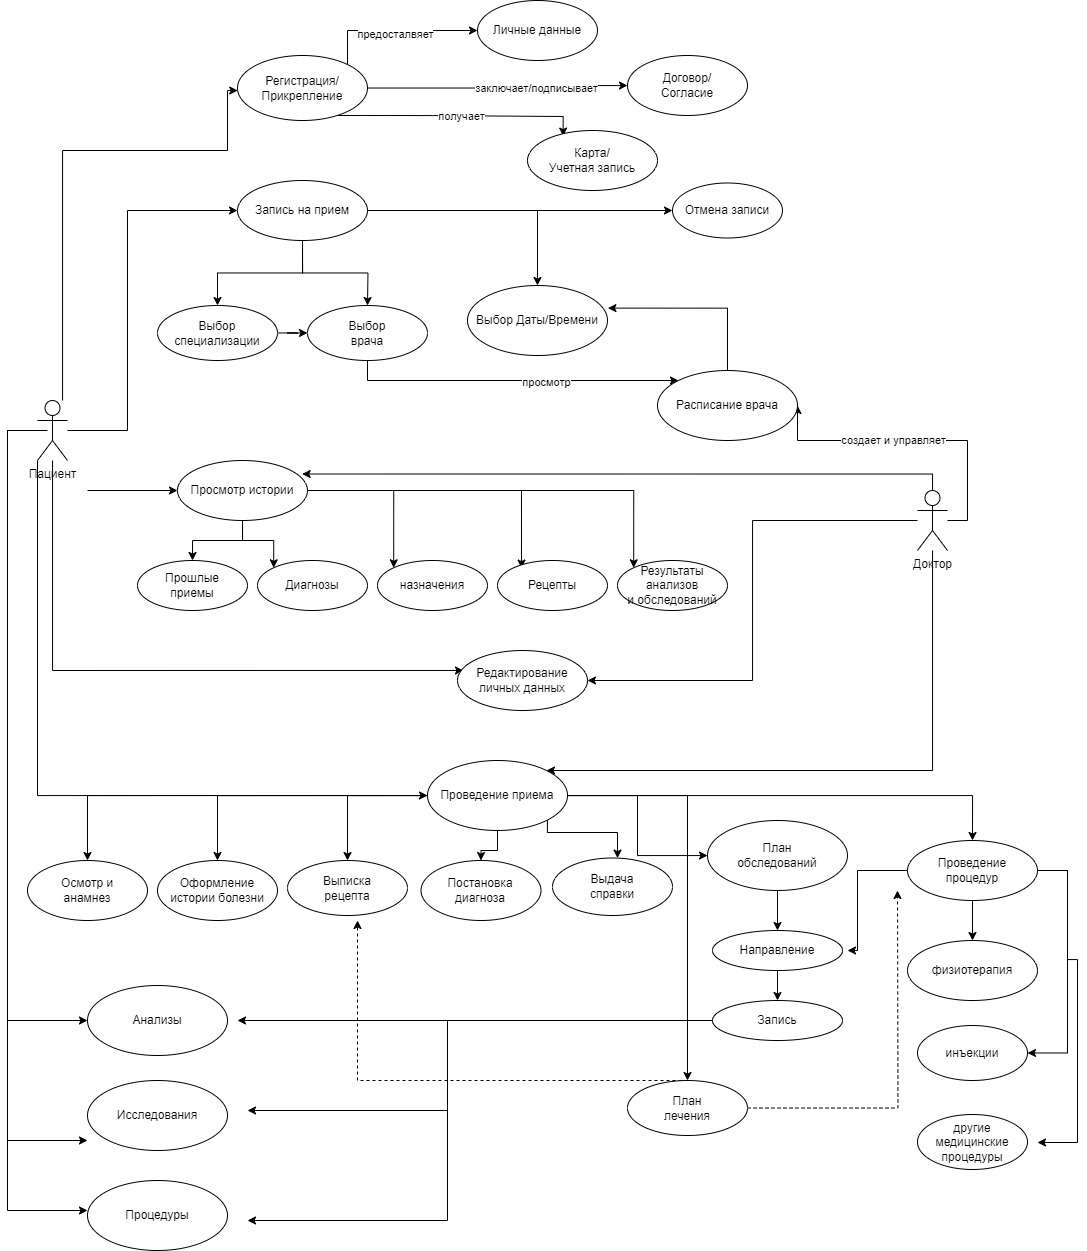 предосталвяет
Личные данные
Регистрация/
Прикрепление
заключает/подписывает
Договор/
Согласие
получает
Карта/
Учетная запись
Запись на прием
Отмена записи
Выбор
специализации
Выбор
врача
Выбор Даты/Времени
просмотр
Расписание врача
создает и управляет
Пациент
Просмотр истории
Доктор
Прошлые
приемы
Диагнозы
назначения
Рецепты
Результаты
анализов
и обследований
Редактирование
личных данных
Проведение приема
Осмотр и
анамнез
Оформление
истории болезни
Выписка
рецепта
Постановка
диагноза
Выдача
справки
План
обследований
Проведение
процедур
Направление
физиотерапия
Запись
Анализы
инъекции
Исследования
План
лечения
другие
медицинские
процедуры
Процедуры